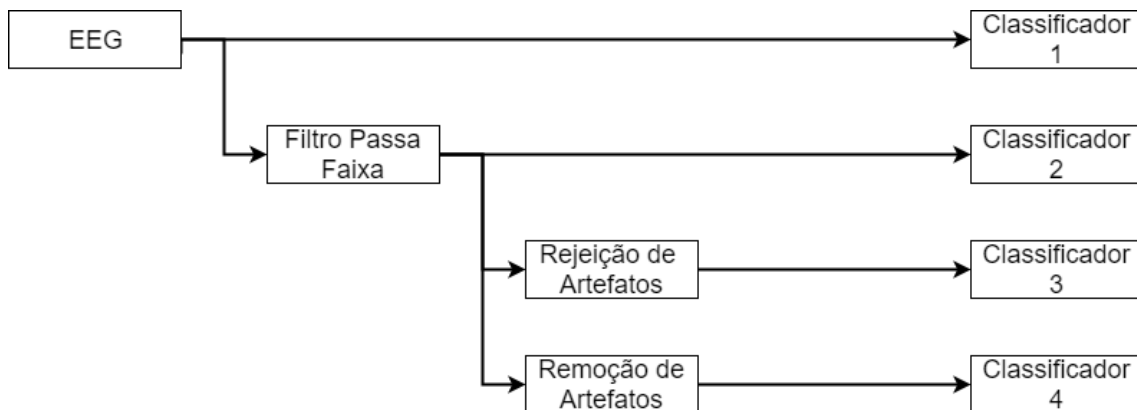 EEG
Classificador
1
Filtro Passa
Faixa
Classificador
2
Rejeição de
Artefatos
Classificador
3
Remoção de
Artefatos
Classificador
4